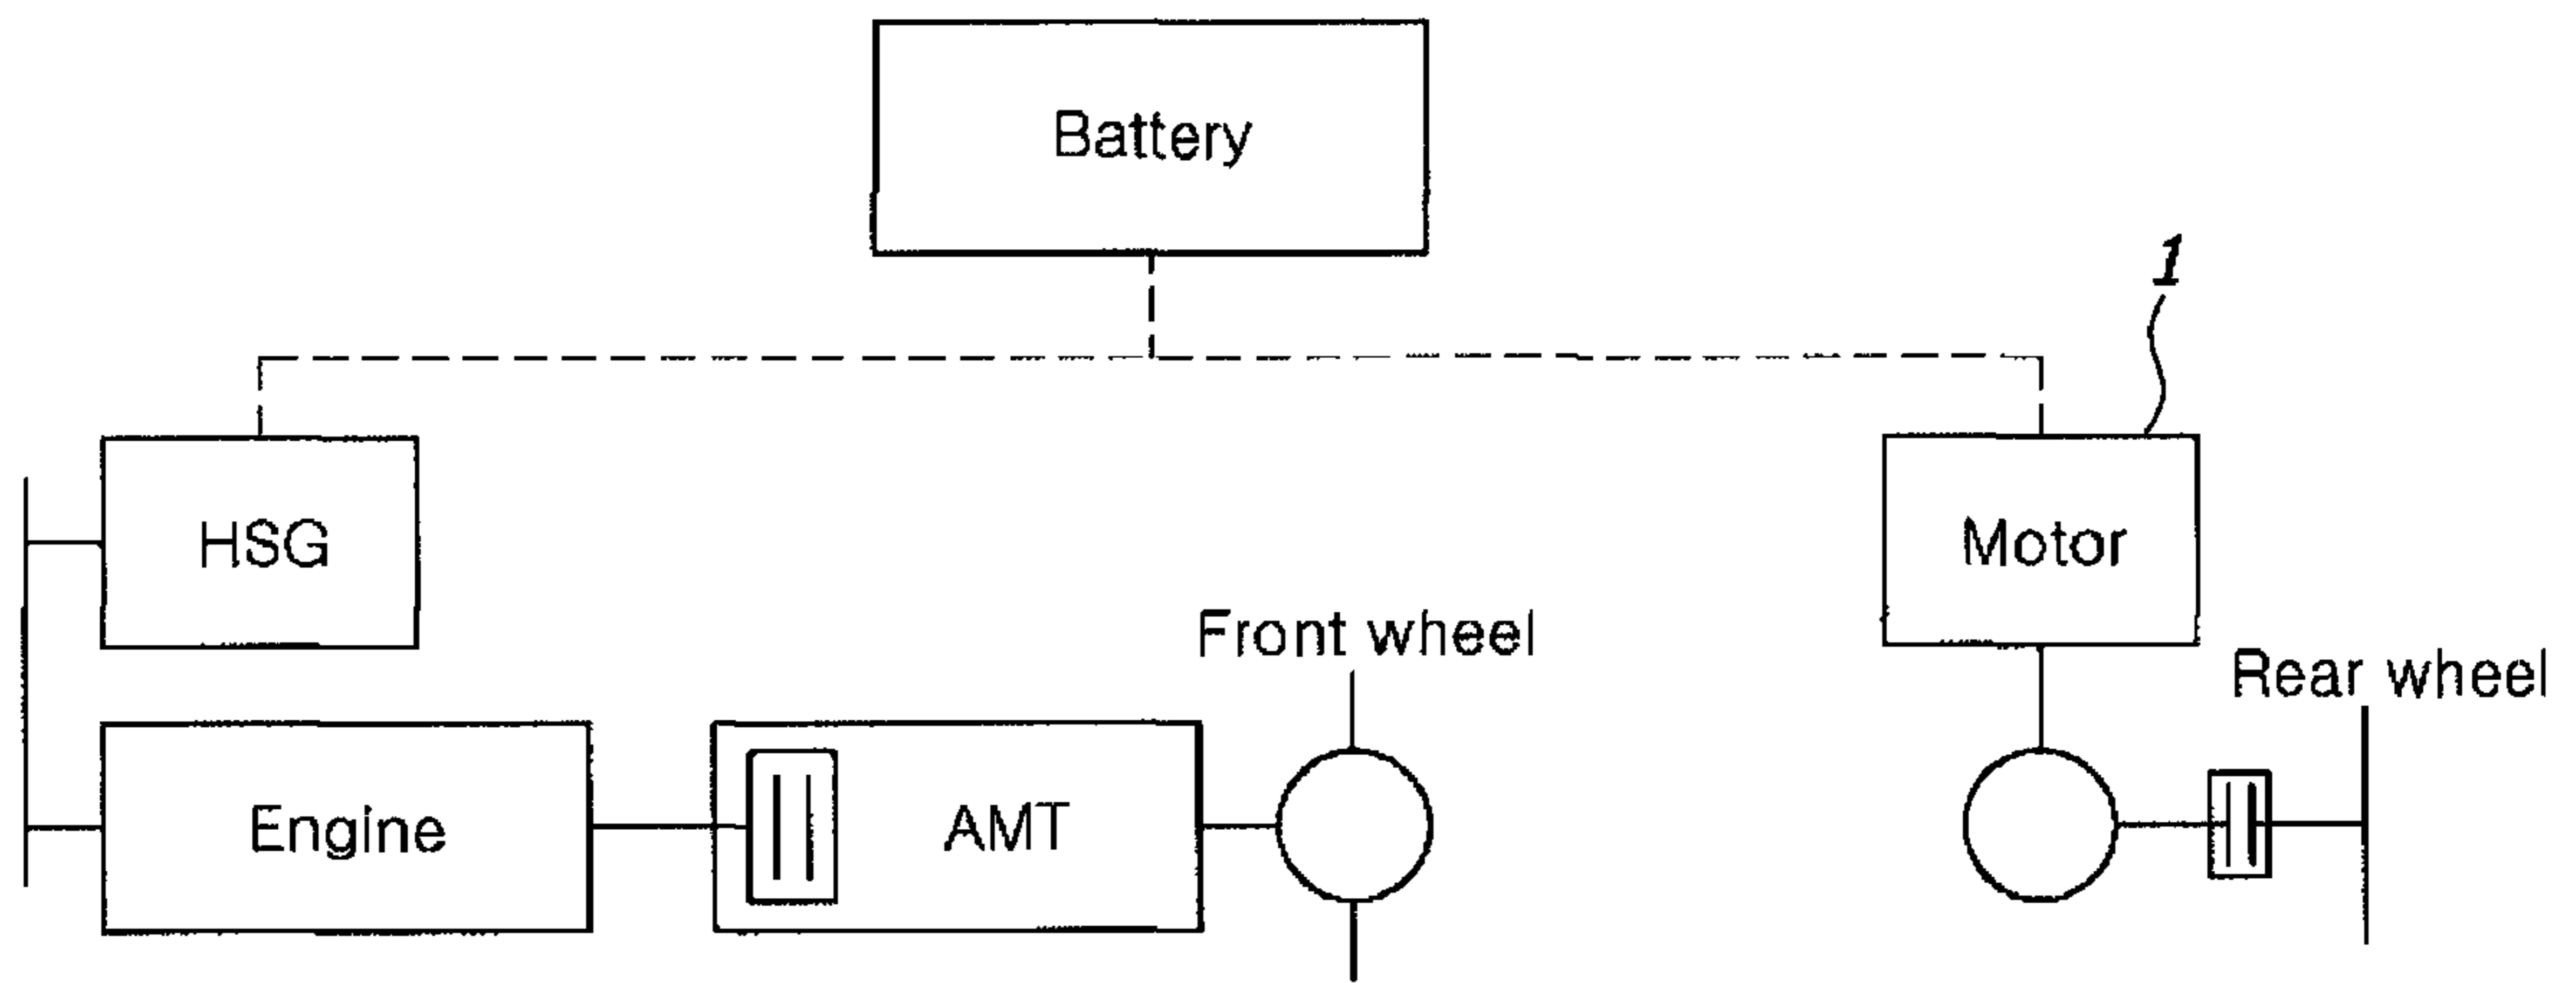 Battery
1
HSG
Motor
Front wheel
Rear wheel
Engine
AMT